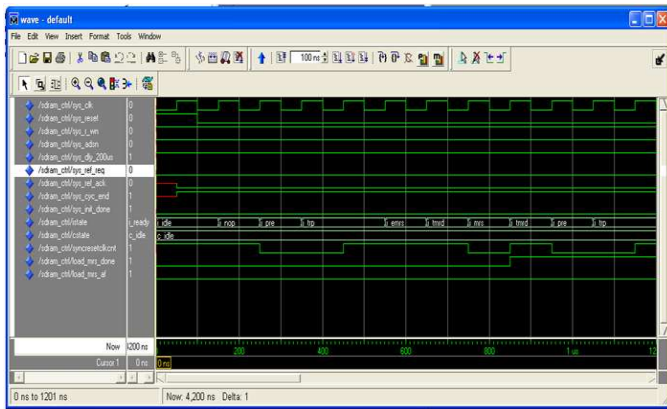 wave - default
File Edit View Insert Format Tools Window
100 ns
/sdram_ctrl/sys_clk 0
/sdram_ctrl/sys_reset 0
/sdram_ctrl/sys_r_wn 0
/sdram_ctrl/sys_adsn 0
/sdram_ctrl/sys_dly_200us 1
/sdram_ctrl/sys_ref_req 0
/sdram_ctrl/sys_ref_ack 0
/sdram_ctrl/sys_cyc_end 1
/sdram_ctrl/sys_init_done 1
/sdram_ctrl/istate i_ready i_idle i_nop i_pre i_trp i_emrs i_tmrd i_mrs i_tmrd i_pre i_trp
/sdram_ctrl/cstate c_idle c_idle
/sdram_ctrl/syncresetclkcnt 1
/sdram_ctrl/load_mrs_done 1
/sdram_ctrl/load_mrs_af 1
Now 4200 ns 200 400 600 800 1 us 12
Cursor 1 0 ns 0 ns
0 ns to 1201 ns Now: 4,200 ns Delta: 1